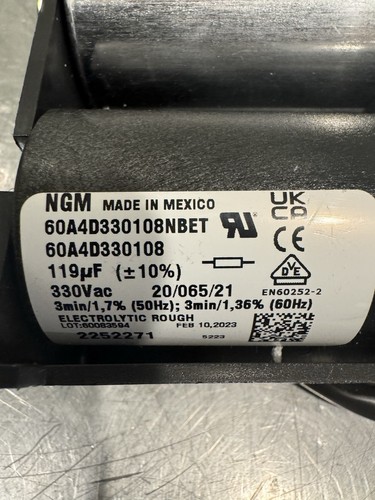 NGM MADE IN MEXICO
60A4D330108NBET
60A4D330108
119µF (±10%)
330Vac 20/065/21
3min/1,7% (50Hz); 3min/1,36% (60Hz)
ELECTROLYTIC ROUGH
LOT:60083594 FEB 10,2023
2252271 5223
UK
CA
CE
DVE
EN60252-2